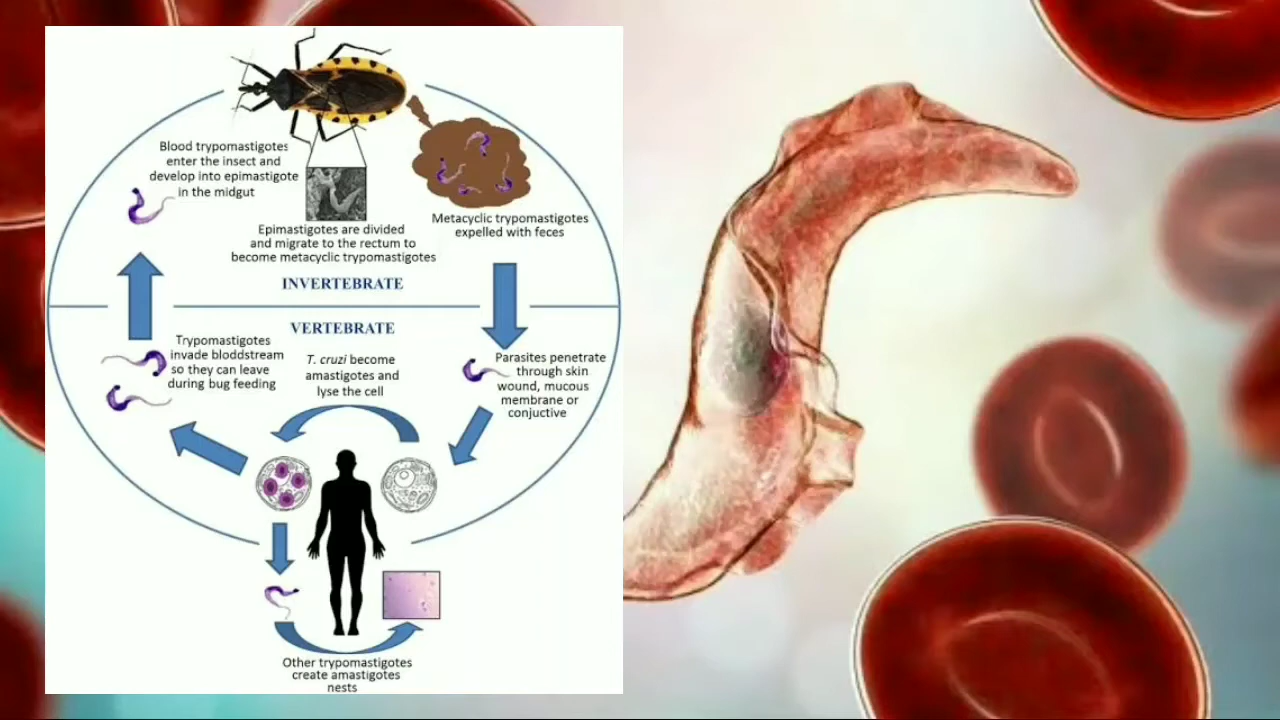 Blood trypomastigotes
enter the insect and
develop into epimastigote
in the midgut
Epimastigotes are divided
and migrate to the rectum to
become metacyclic trypomastigotes
Metacyclic trypomastigotes
expelled with feces
INVERTEBRATE
VERTEBRATE
Trypomastigotes
invade bloddstream
so they can leave
during bug feeding
T. cruzi become
amastigotes and
lyse the cell
Parasites penetrate
through skin
wound, mucous
membrane or
conjuctive
Other trypomastigotes
create amastigotes
nests